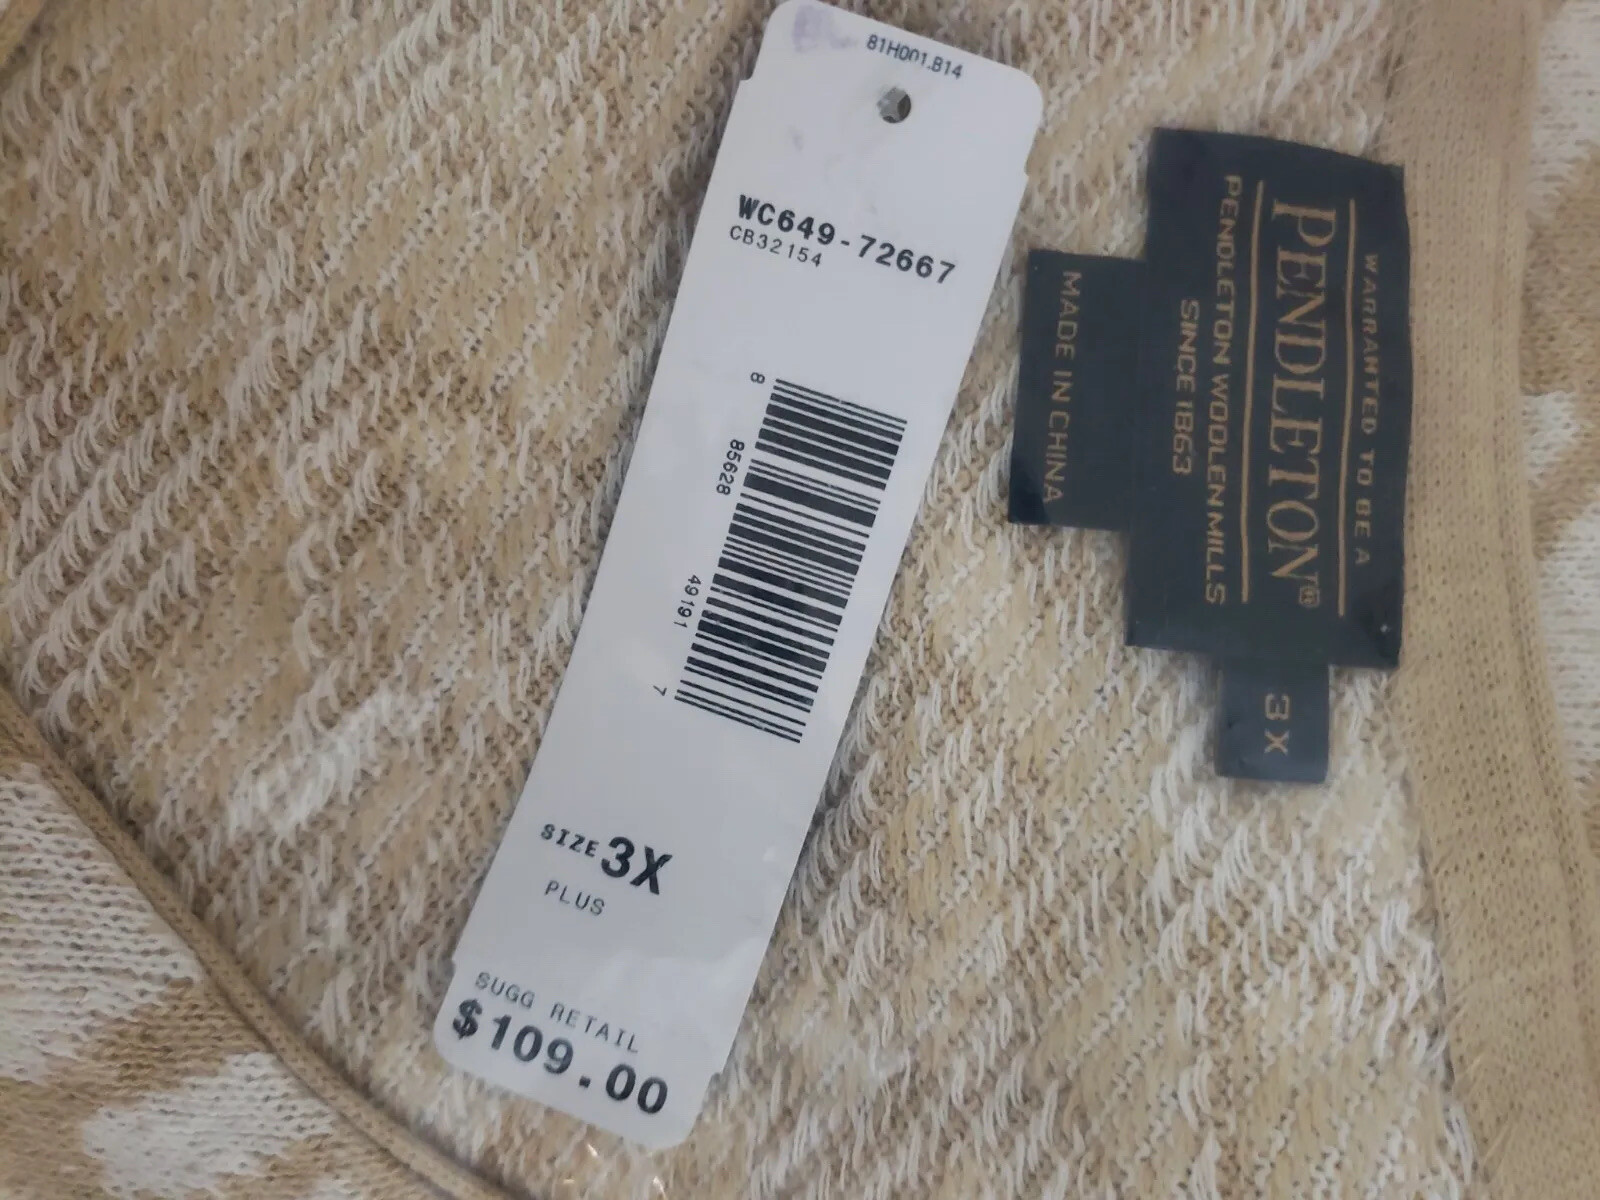 81H001.B14
WC649-72667
CB32154
8
85628
49191
7
SIZE 3X
PLUS
SUGG RETAIL
$109.00
WARRANTED TO BE A
PENDLETON®
PENDLETON WOOLEN MILLS
SINCE 1863
MADE IN CHINA
3X